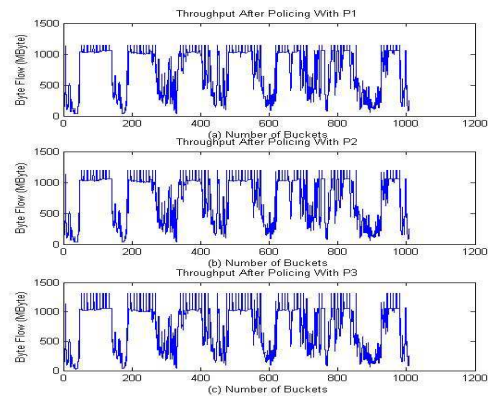 Throughput After Policing With P1
1500
1000
500
0
Byte Flow (MByte)
0 200 400 600 800 1000 1200
(a) Number of Buckets
Throughput After Policing With P2
1500
1000
500
0
Byte Flow (MByte)
0 200 400 600 800 1000 1200
(b) Number of Buckets
Throughput After Policing With P3
1500
1000
500
0
Byte Flow (MByte)
0 200 400 600 800 1000 1200
(c) Number of Buckets